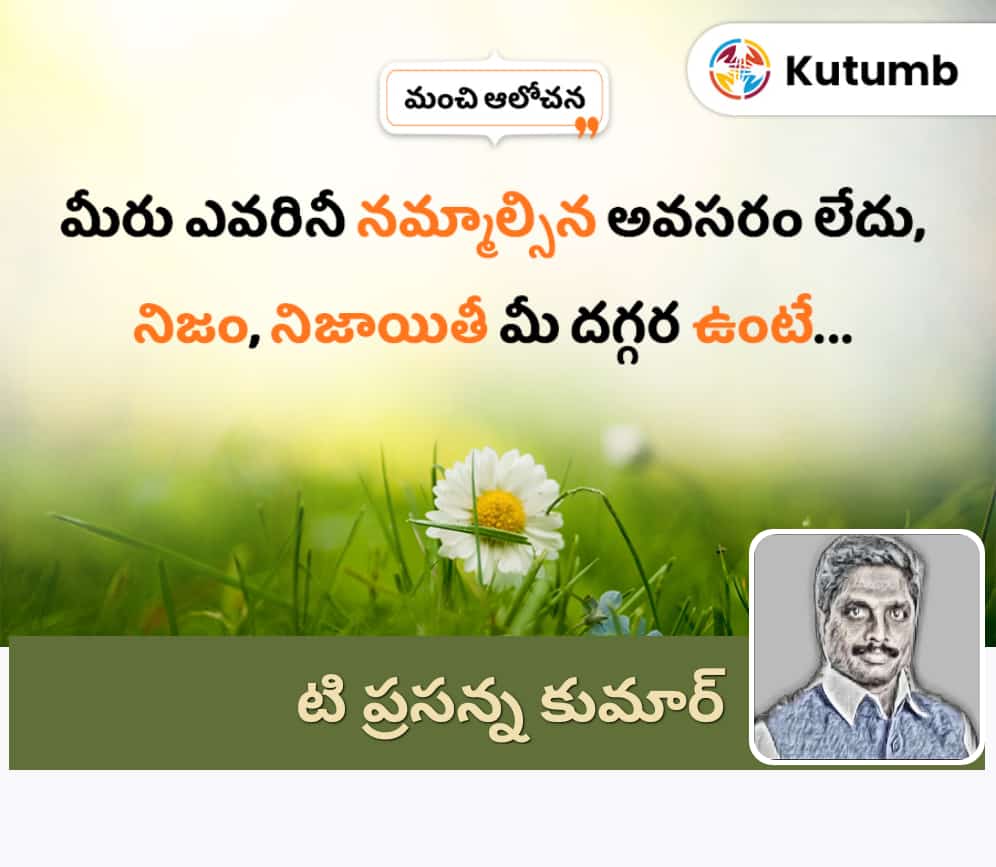 Kutumb
మంచి ఆలోచన
”
మీరు ఎవరినీ నమ్మాల్సిన అవసరం లేదు,
నిజం, నిజాయితీ మీ దగ్గర ఉంటే...
టి ప్రసన్న కుమార్